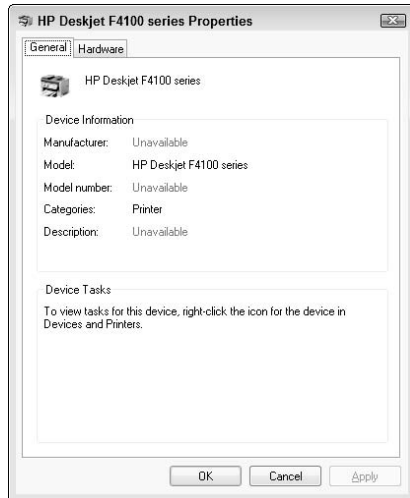 HP Deskjet F4100 series Properties
General Hardware
HP Deskjet F4100 series
Device Information
Manufacturer: Unavailable
Model: HP Deskjet F4100 series
Model number: Unavailable
Categories: Printer
Description: Unavailable
Device Tasks
To view tasks for this device, right-click the icon for the device in
Devices and Printers.
OK Cancel Apply